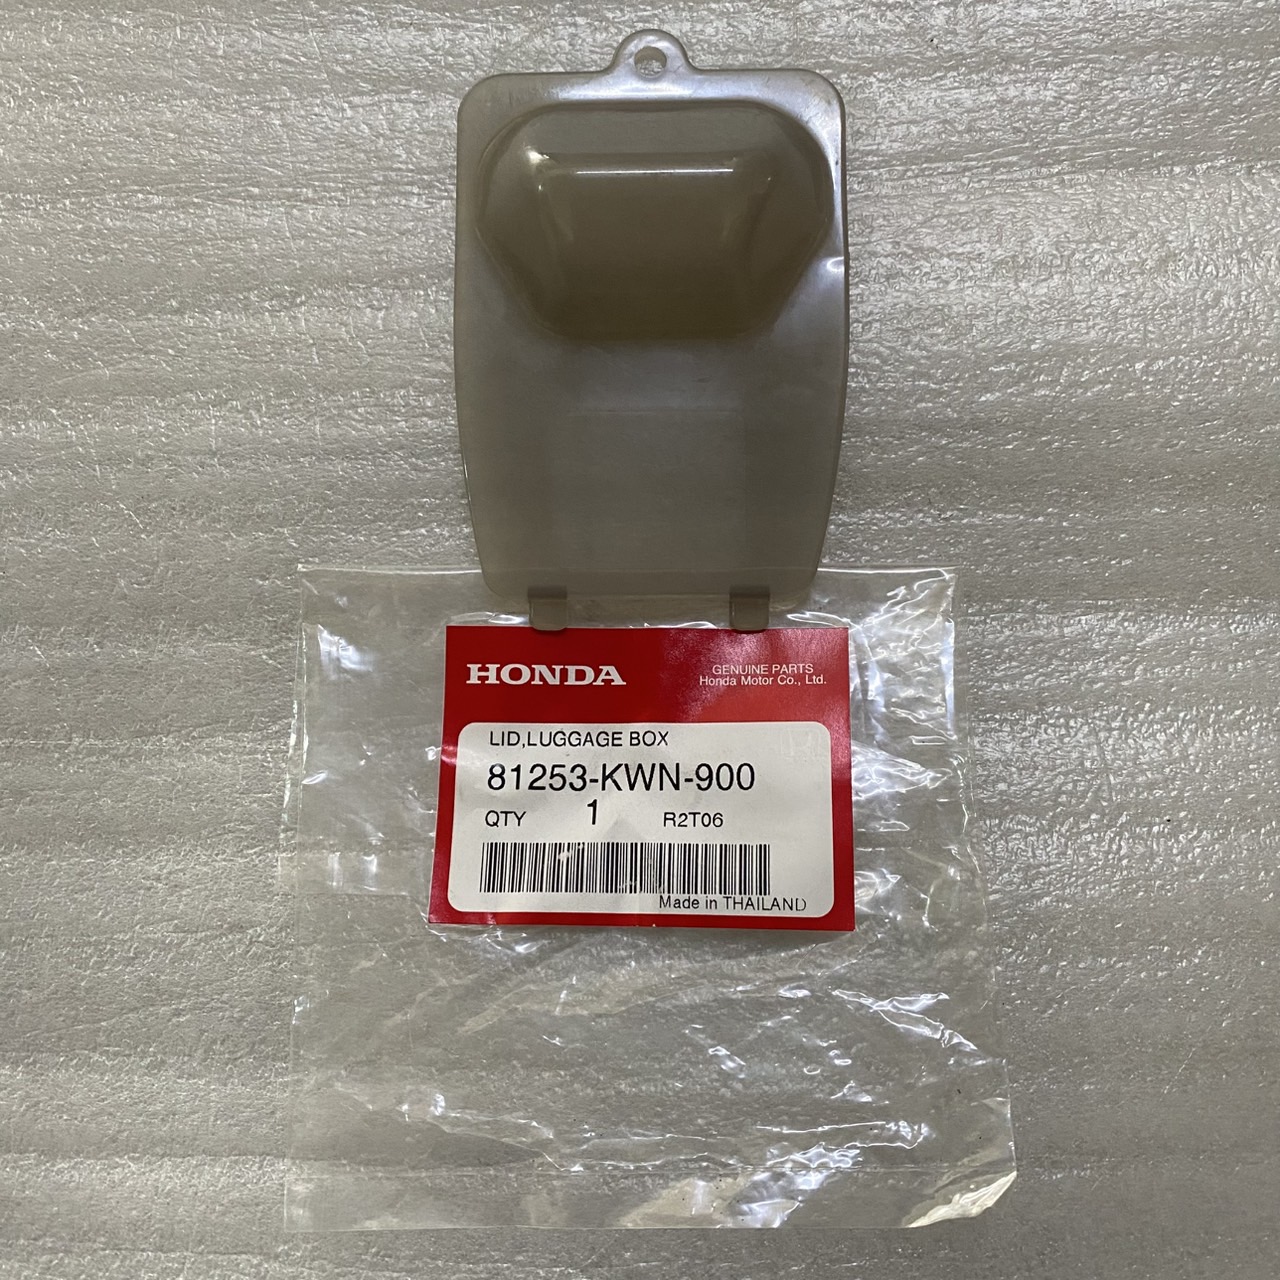 HONDA
GENUINE PARTS
Honda Motor Co., Ltd.
LID,LUGGAGE BOX
81253-KWN-900
QTY 1 R2T06
Made in THAILAND